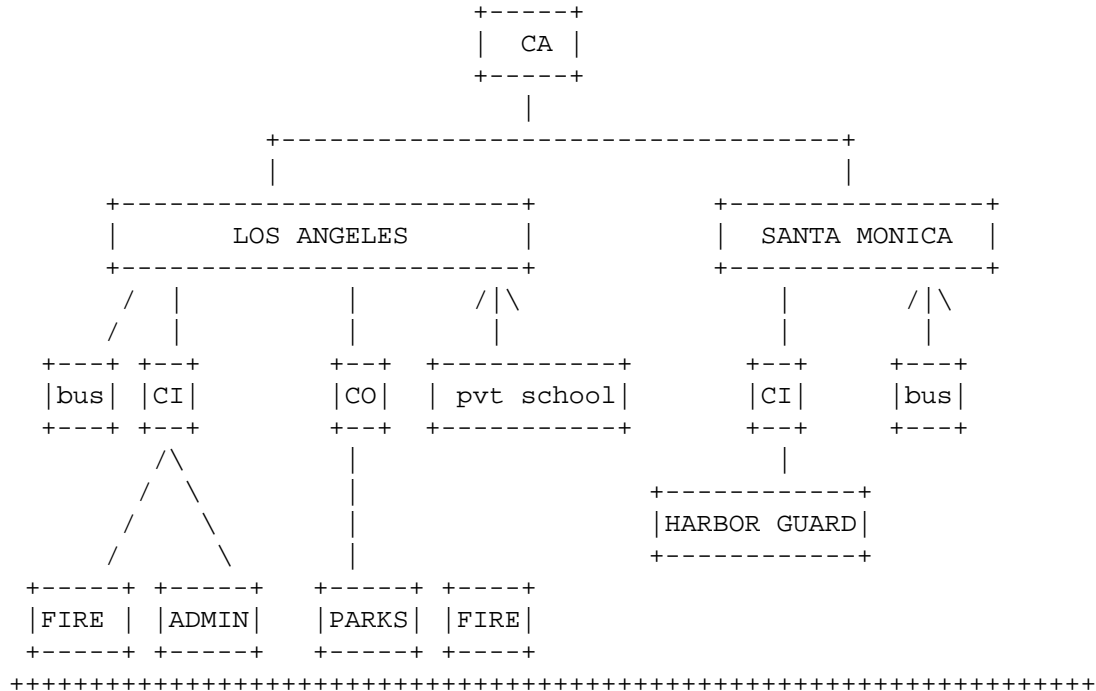 CA
LOS ANGELES SANTA MONICA
bus CI CO pvt school CI bus
HARBOR GUARD
FIRE ADMIN PARKS FIRE